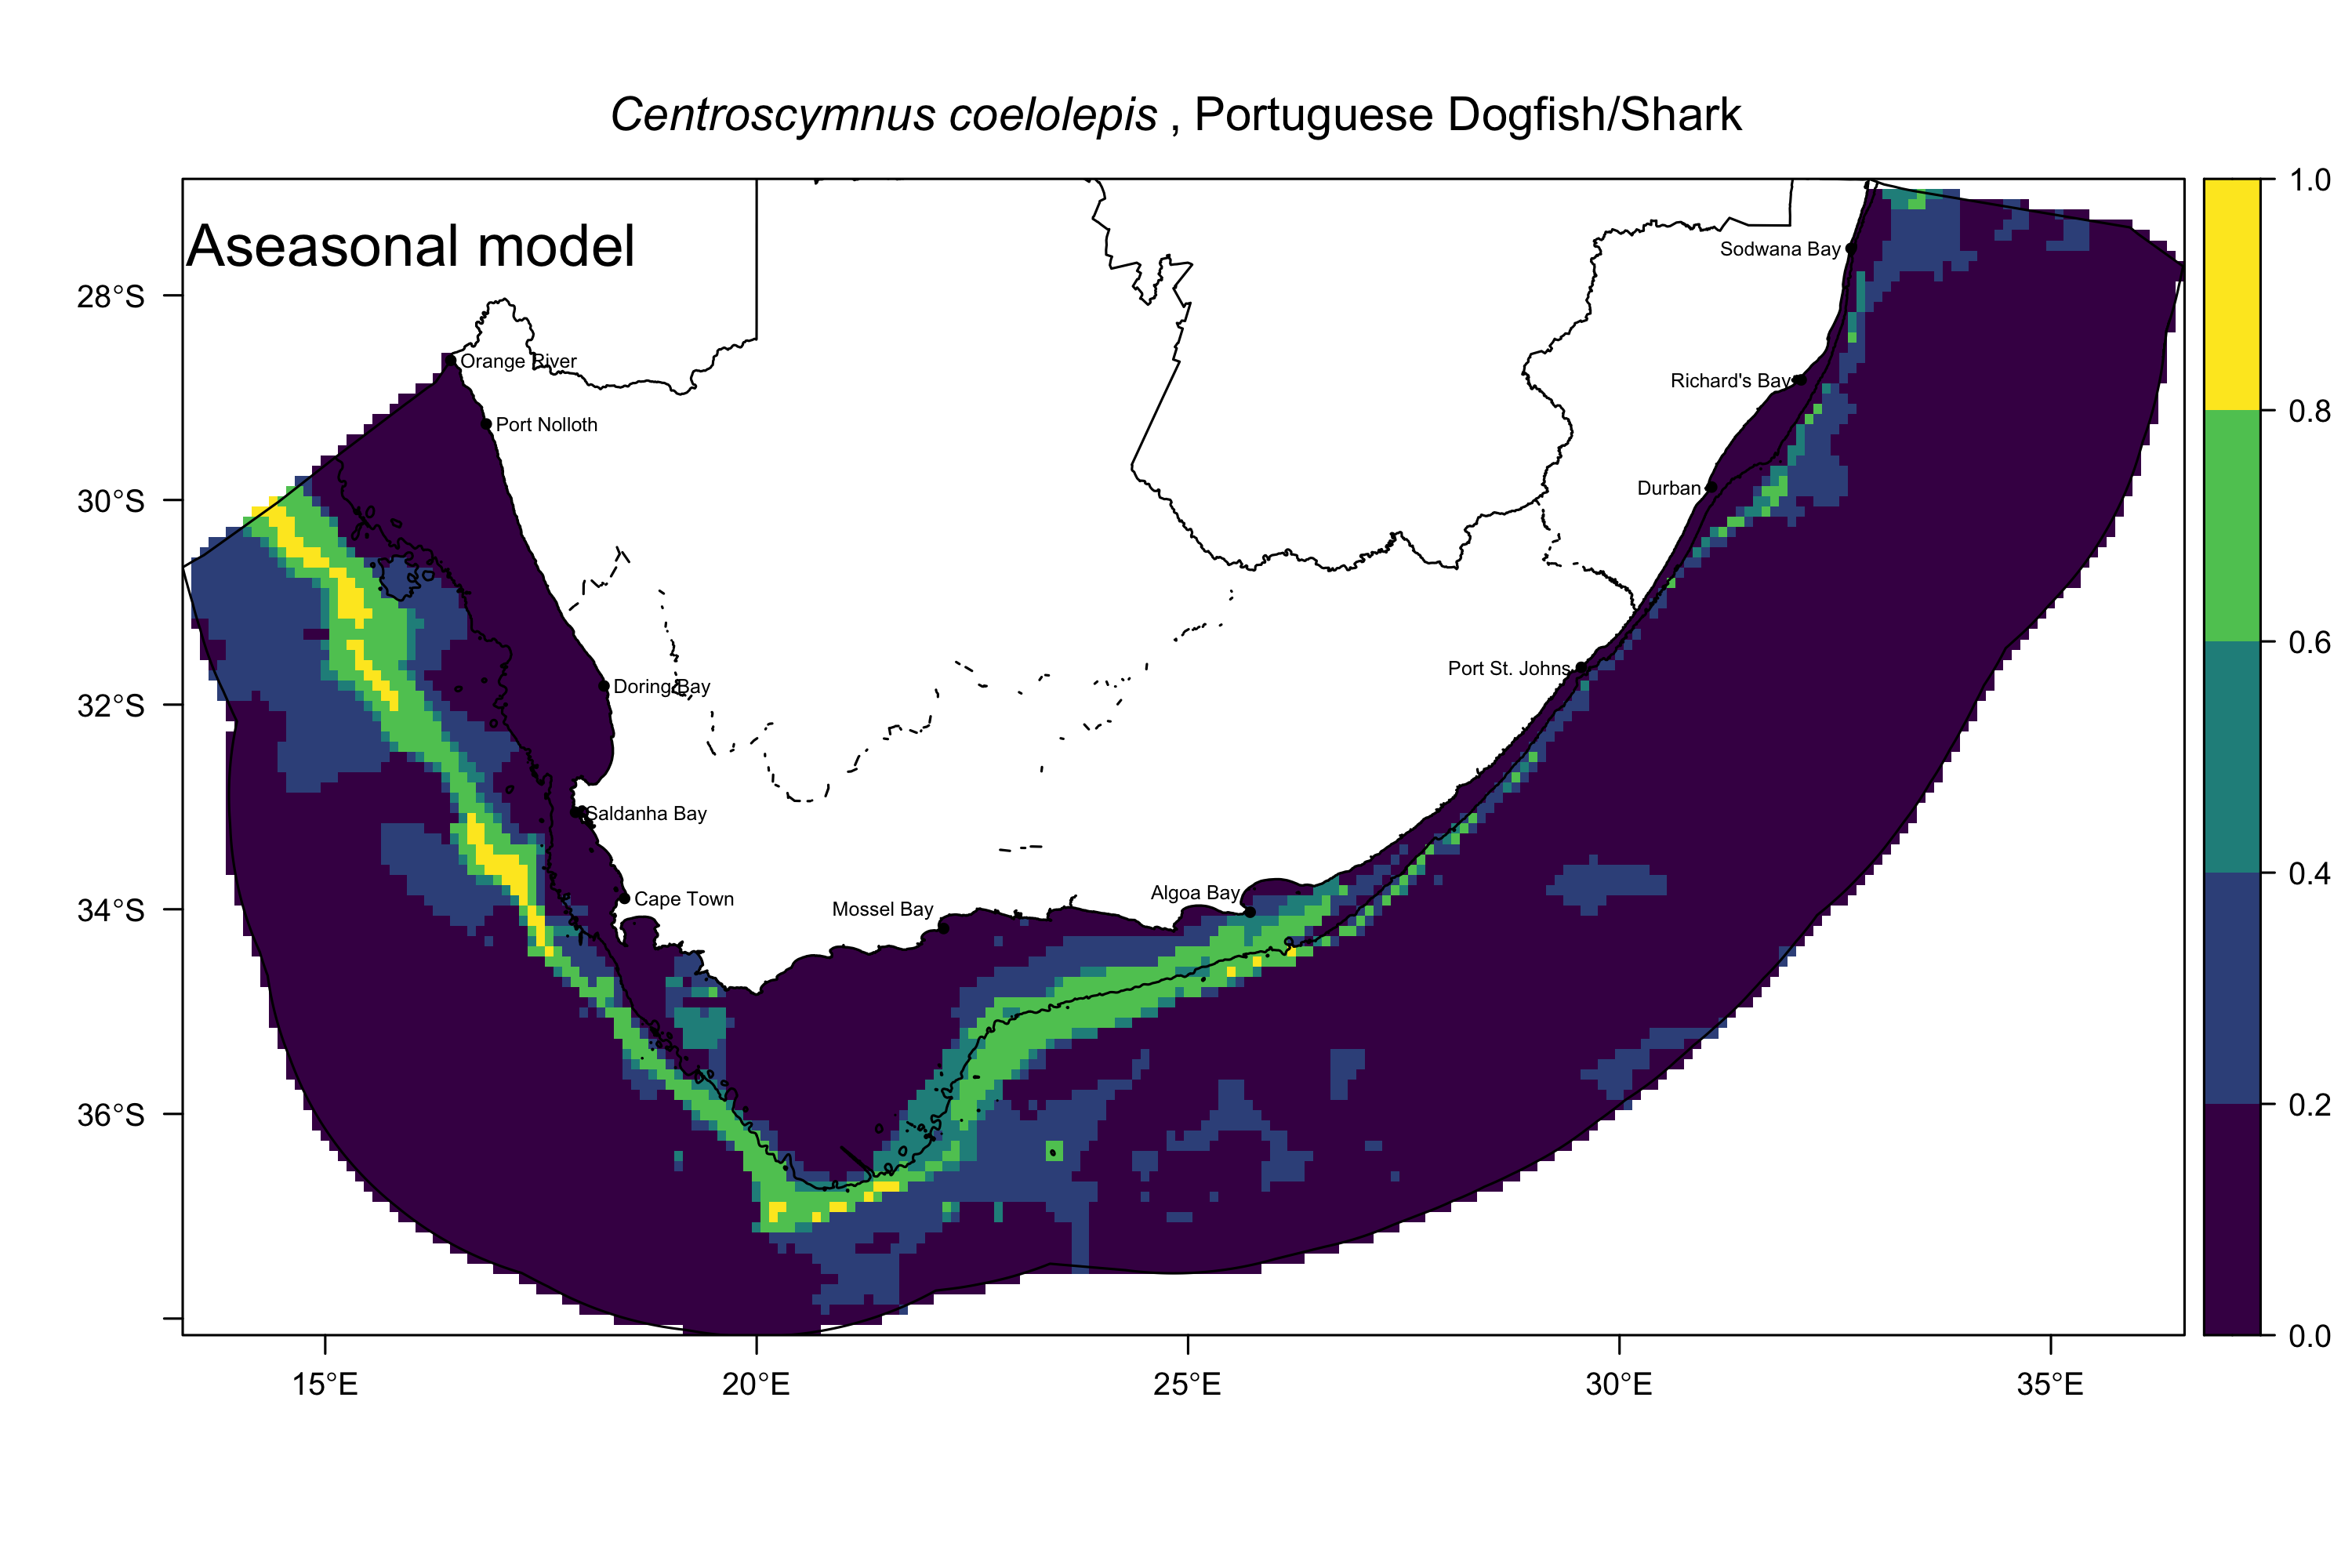 Centroscymnus coelolepis , Portuguese Dogfish/Shark
Aseasonal model
1.0
0.8
0.6
0.4
0.2
0.0
28°S
30°S
32°S
34°S
36°S
Sodwana Bay
Orange River
Richard's Bay
Port Nolloth
Durban
Port St. Johns
Doring Bay
Saldanha Bay
Cape Town
Mossel Bay
Algoa Bay
15°E
20°E
25°E
30°E
35°E